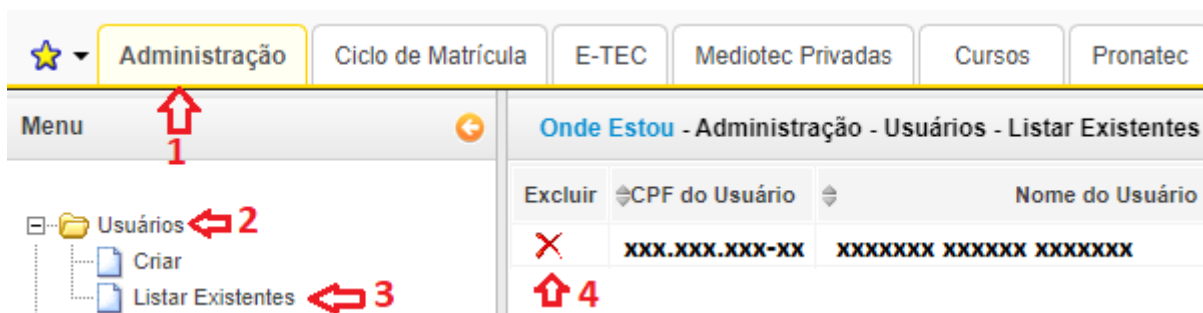 Administração Ciclo de Matrícula E-TEC Mediotec Privadas Cursos Pronatec
Menu
1
Onde Estou - Administração - Usuários - Listar Existentes
Excluir CPF do Usuário Nome do Usuário
Usuários 2
xxx.xxx.xxx-xx xxxxxxx xxxxxx xxxxxxx
Criar
Listar Existentes 3
4